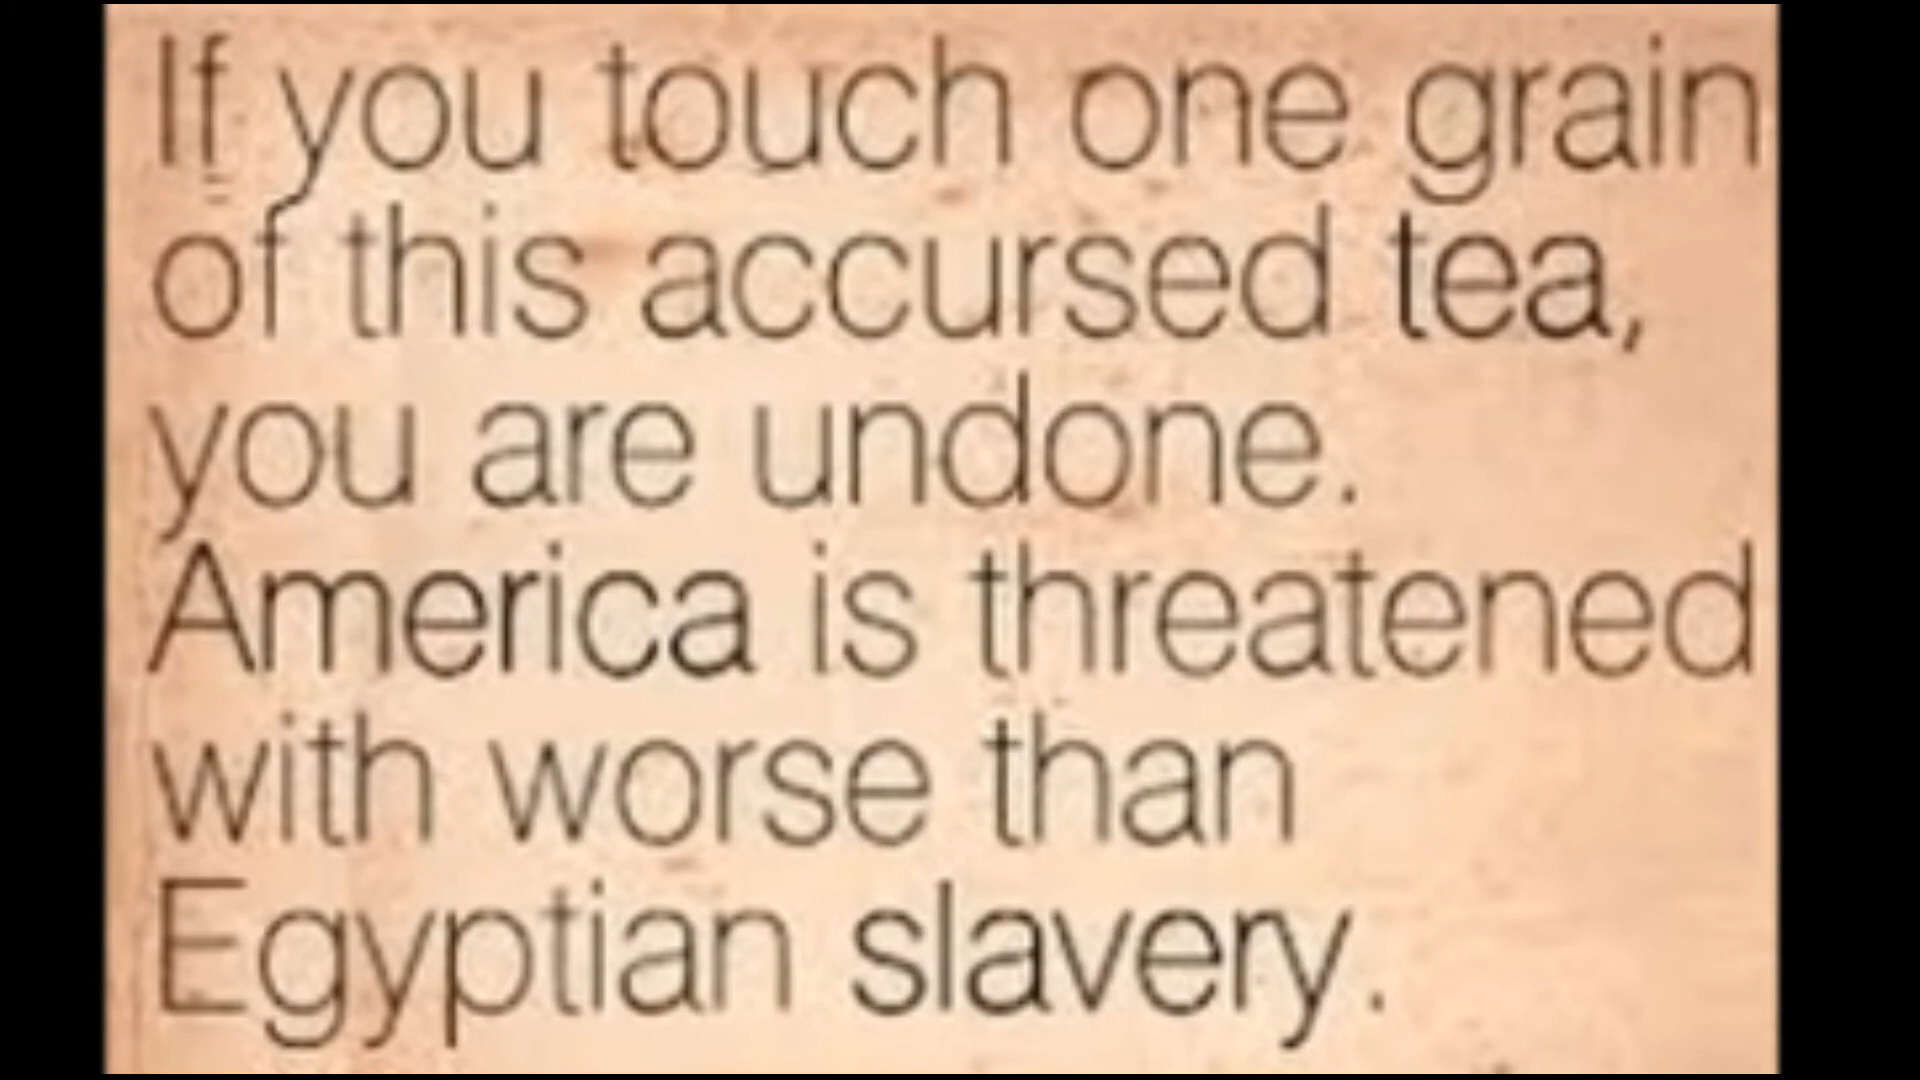 If you touch one grain
of this accursed tea,
you are undone.
America is threatened
with worse than
Egyptian slavery.